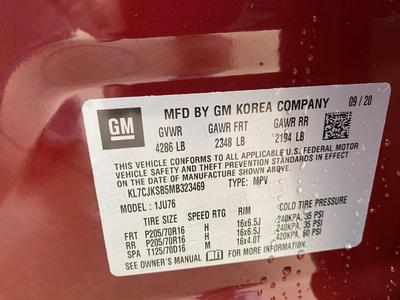 GM
MFD BY GM KOREA COMPANY 09/20
GVWR GAWR FRT GAWR RR
4286 LB 2348 LB 2194 LB
THIS VEHICLE CONFORMS TO ALL APPLICABLE U.S. FEDERAL MOTOR
VEHICLE SAFETY AND THEFT PREVENTION STANDARDS IN EFFECT
ON THE DATE OF MANUFACTURE SHOWN ABOVE.
KL7CJKSB5MB323469 TYPE: MPV
MODEL: 1JU76
TIRE SIZE SPEED RTG RIM COLD TIRE PRESSURE
FRT P205/70R16 H 16x6.5J 240KPA, 35 PSI
RR P205/70R16 H 16x6.5J 240KPA, 35 PSI
SPA T125/70D16 M 16x4.0T 420KPA, 60 PSI
SEE OWNER'S MANUAL FOR MORE INFORMATION.